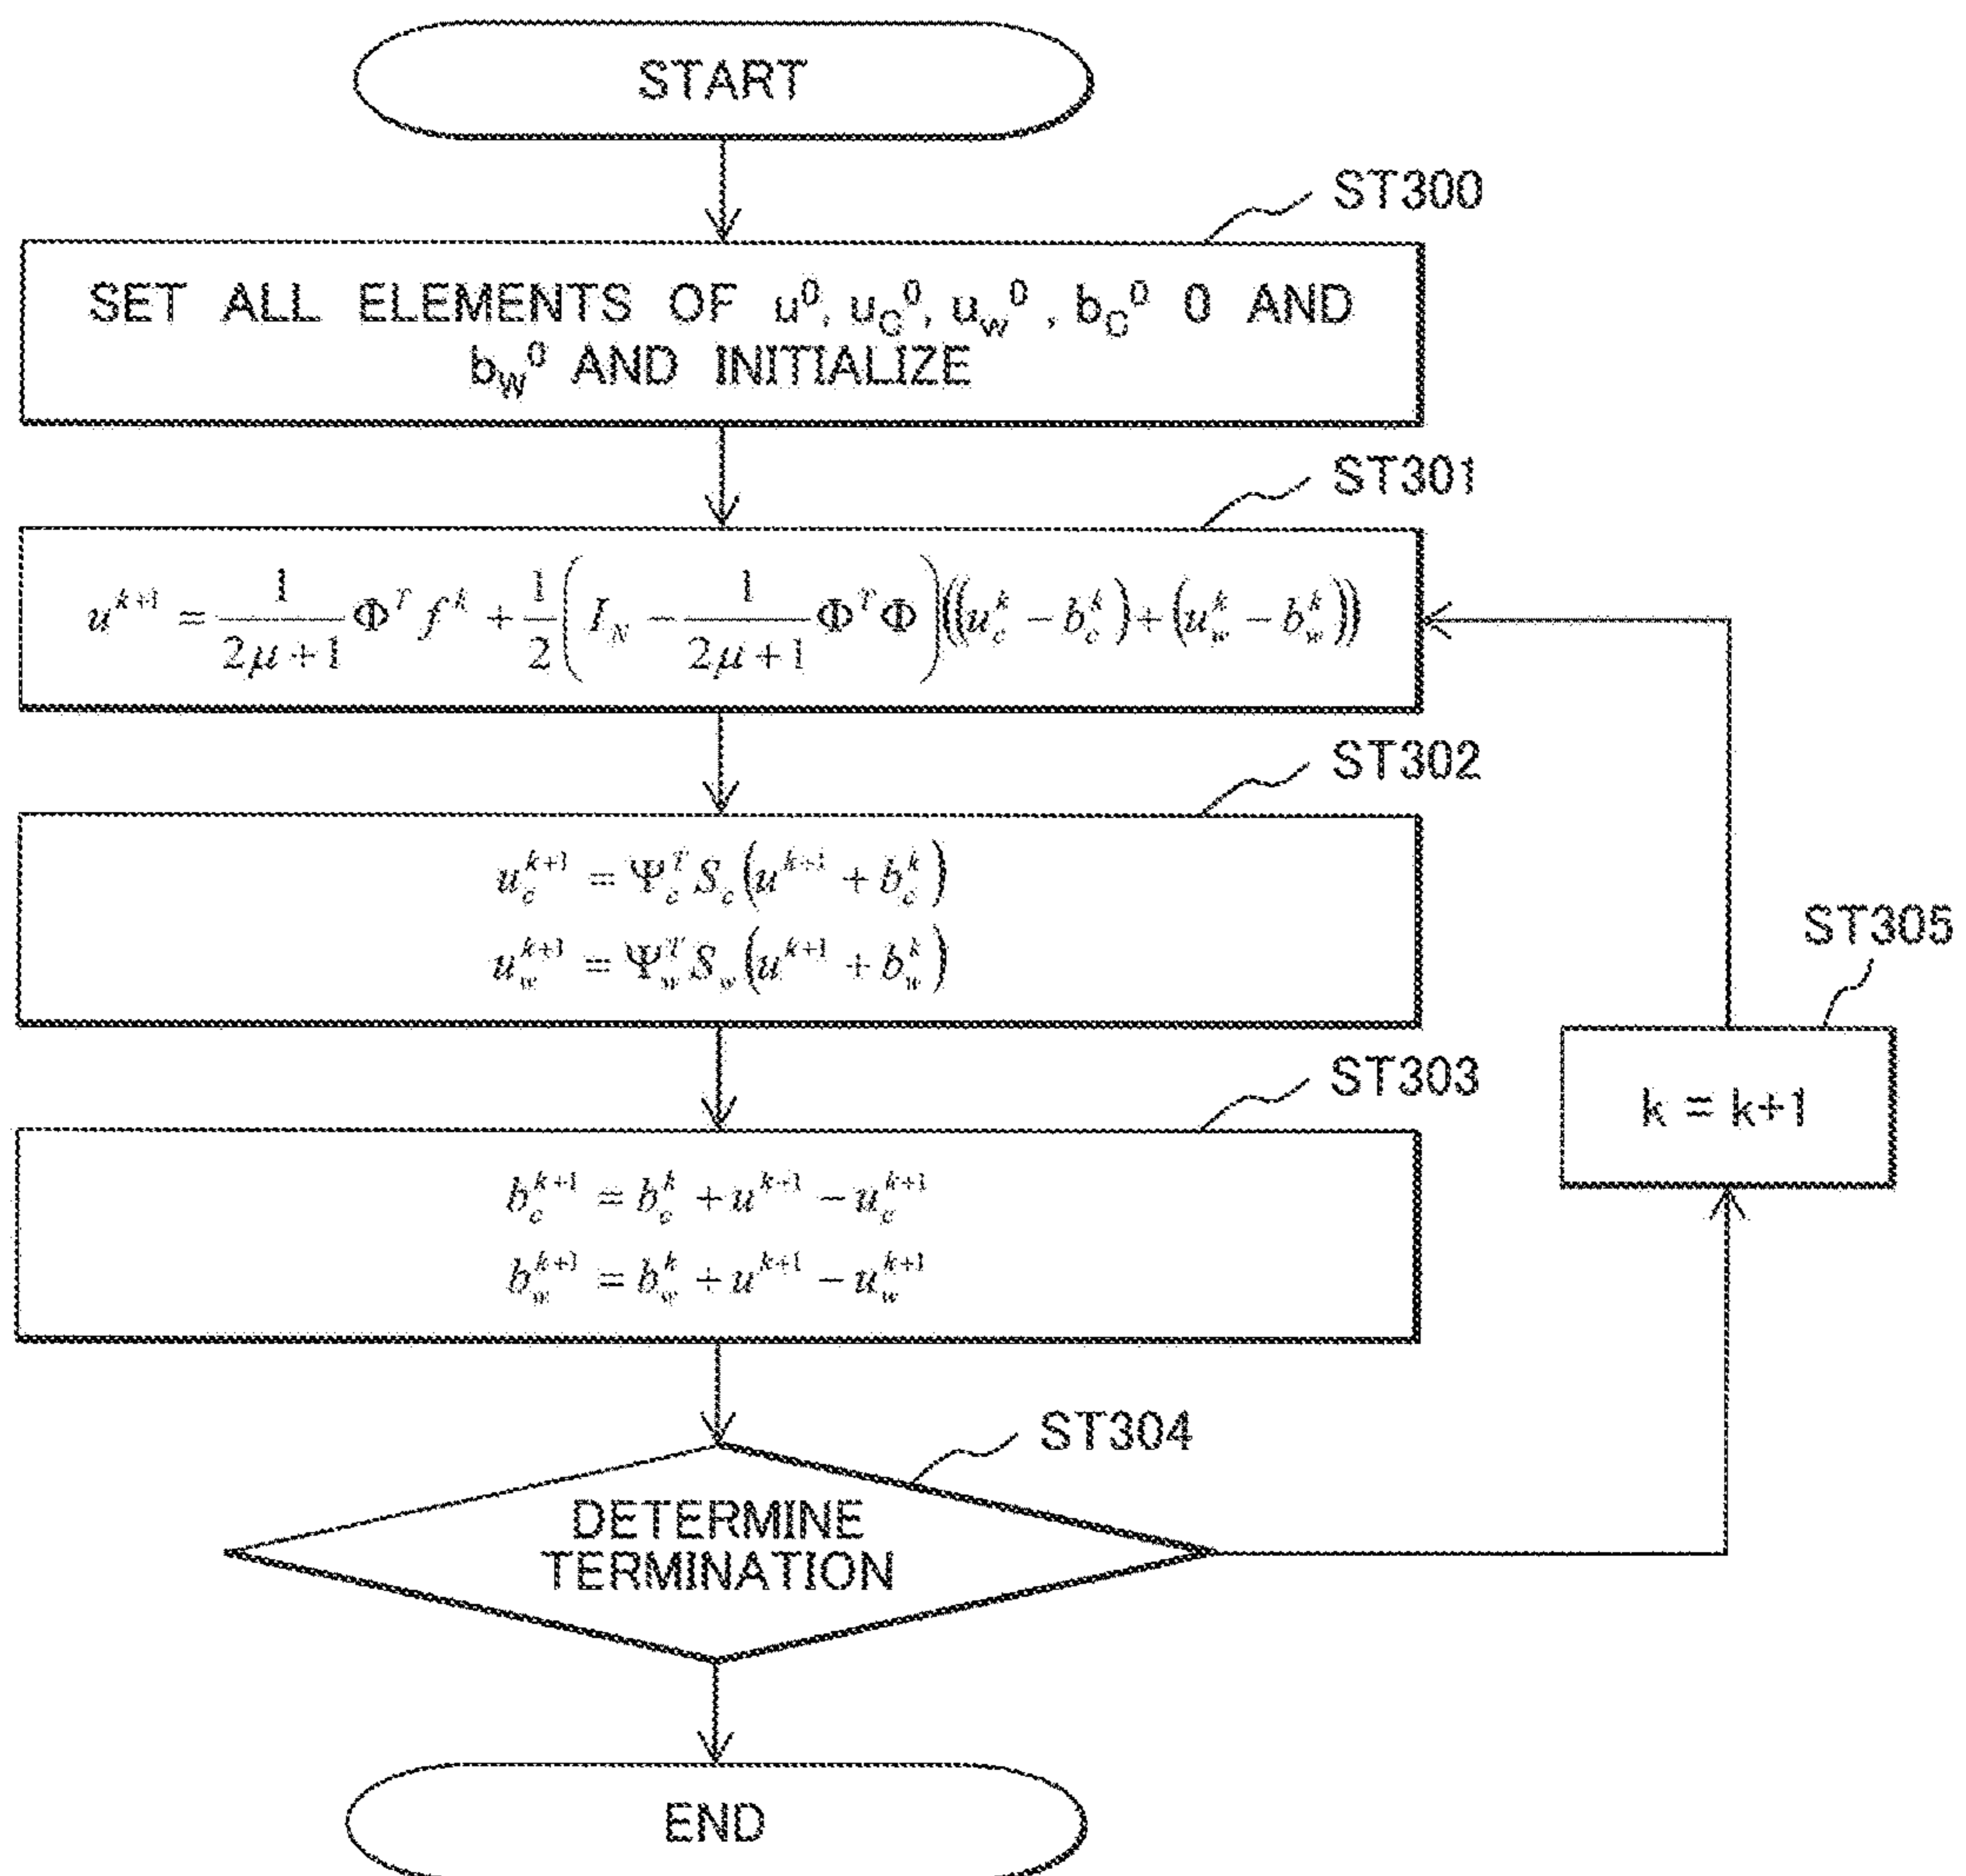 START
ST300
SET ALL ELEMENTS OF u⁰, u_C⁰, u_w⁰, b_C⁰ 0 AND
b_W⁰ AND INITIALIZE
ST301
u^{k+1} = \frac{1}{2μ+1} Φ^T f^k + \frac{1}{2} ( I_N − \frac{1}{2μ+1} Φ^T Φ ) ((u_c^k − b_c^k) + (u_w^k − b_w^k))
ST302
u_c^{k+1} = Ψ_c^T S_c (u^{k+1} + b_c^k)
u_w^{k+1} = Ψ_w^T S_w (u^{k+1} + b_w^k)
ST303
b_c^{k+1} = b_c^k + u^{k+1} − u_c^{k+1}
b_w^{k+1} = b_w^k + u^{k+1} − u_w^{k+1}
ST304
DETERMINE
TERMINATION
ST305
k = k+1
END